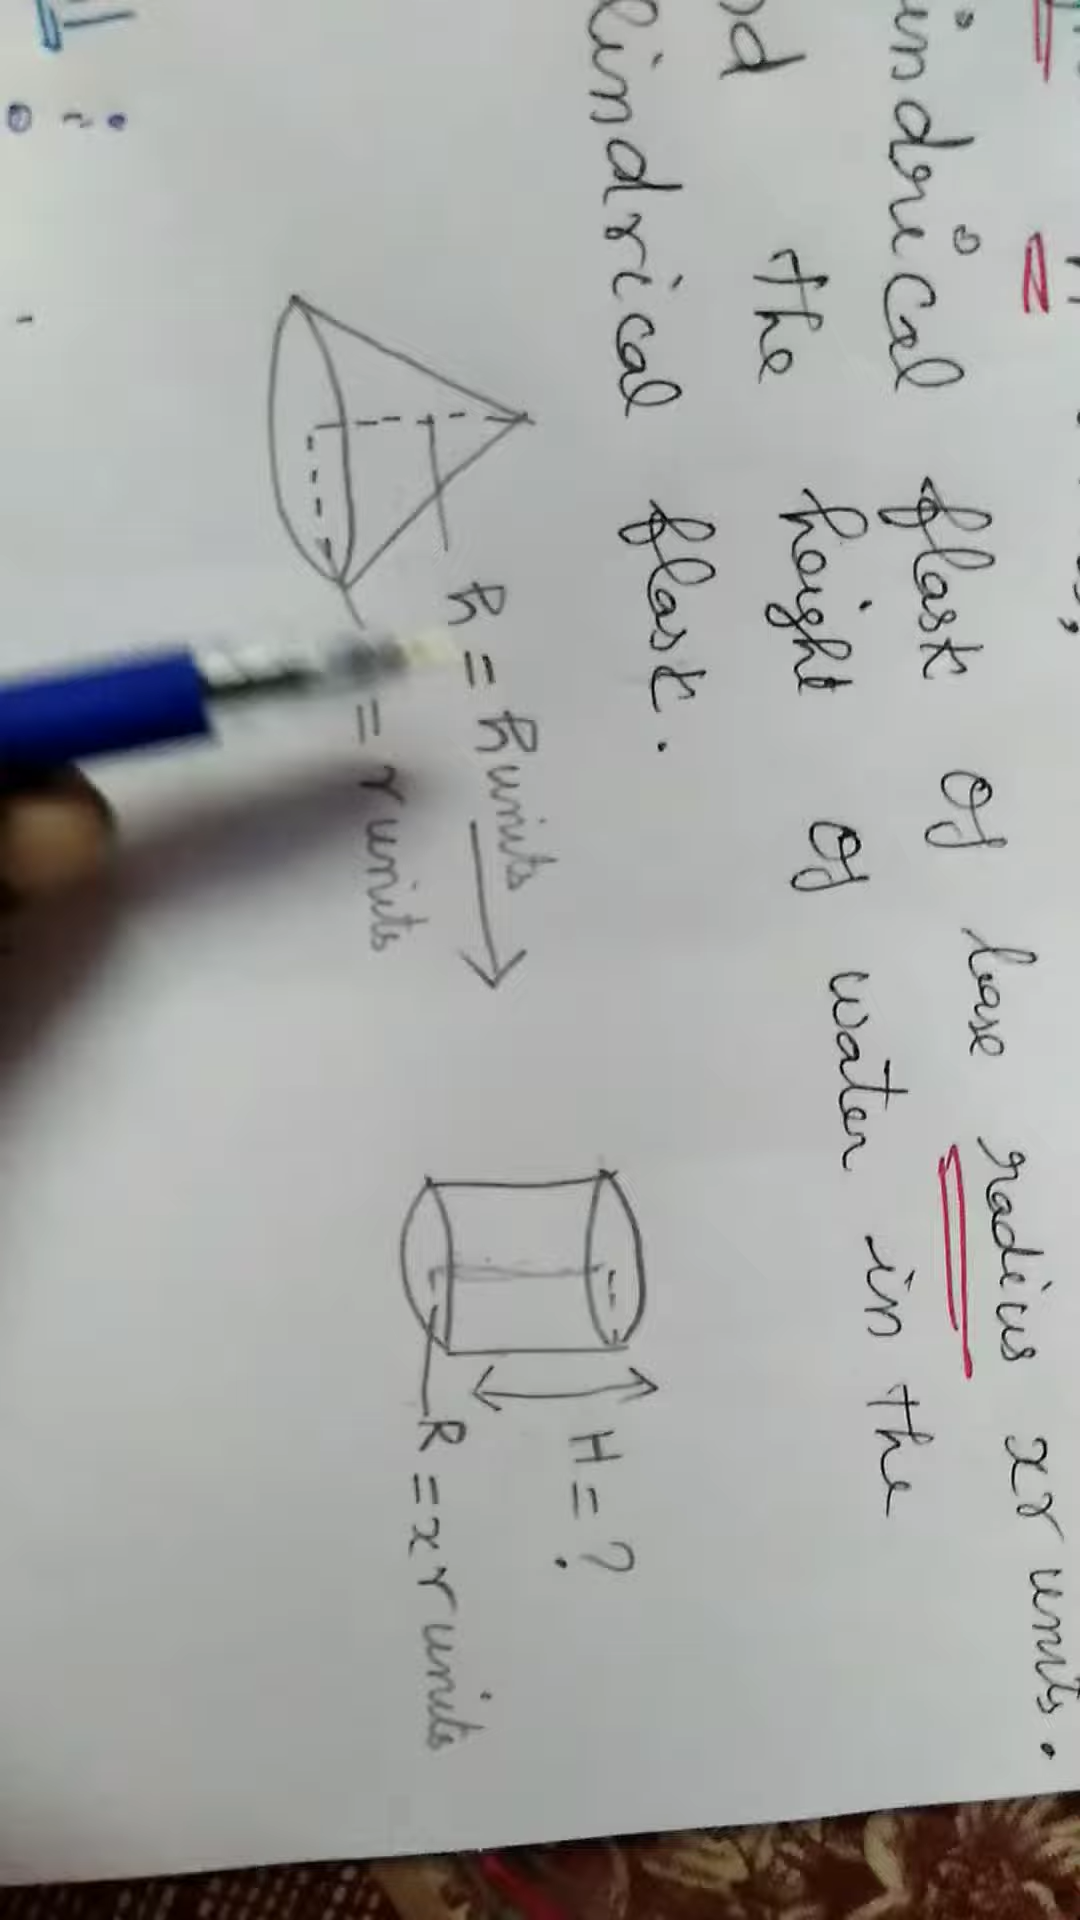 indrical flask of base radius xr units.
the height of water in the
lindrical flask.
h = h units
= r units
H = ?
R = xr units